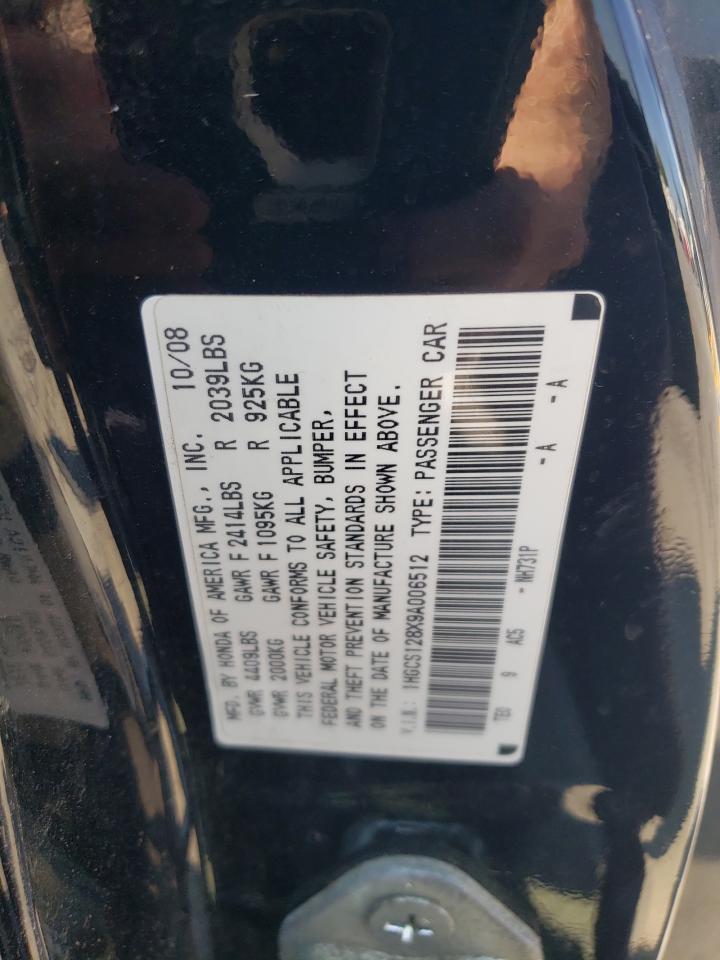 MFD. BY HONDA OF AMERICA MFG., INC. 10/08
GVWR 4409LBS GAWR F 2414LBS R 2039LBS
GVWR 2000KG GAWR F 1095KG R 925KG
THIS VEHICLE CONFORMS TO ALL APPLICABLE
FEDERAL MOTOR VEHICLE SAFETY, BUMPER,
AND THEFT PREVENTION STANDARDS IN EFFECT
ON THE DATE OF MANUFACTURE SHOWN ABOVE.
V.I.N.: 1HGCS128X9A006512 TYPE: PASSENGER CAR
TE0 9 AC5 - NH731P - A - A